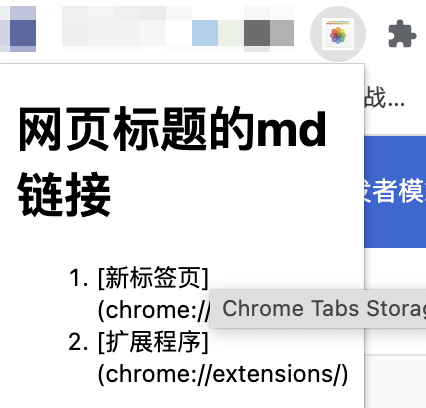 战...
网页标题的md
链接
发者模
1. [新标签页]
(chrome://
Chrome Tabs Storag
2. [扩展程序]
(chrome://extensions/)